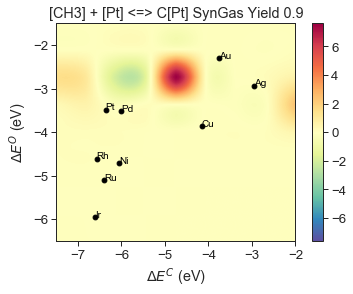 [CH3] + [Pt] <=> C[Pt] SynGas Yield 0.9
ΔE^O (eV)
−2
−3
−4
−5
−6
Au
Ag
Pt
Pd
Cu
Rh
Ni
Ru
Ir
−7
−6
−5
−4
−3
−2
ΔE^C (eV)
6
4
2
0
−2
−4
−6